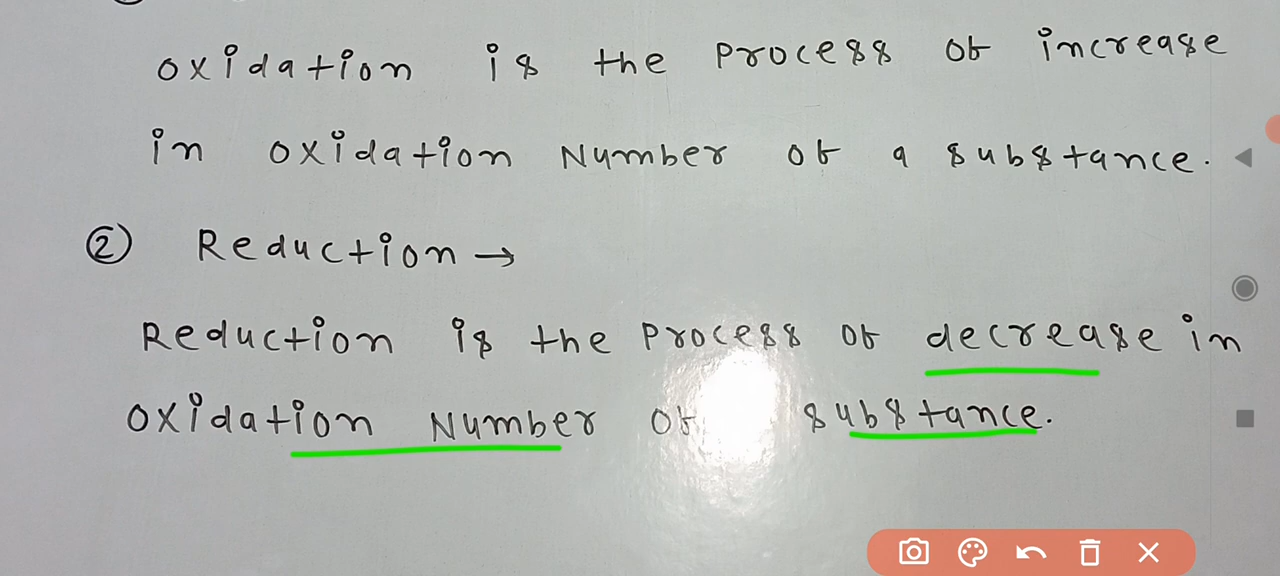 oxidation is the process of increase
in oxidation Number of a substance.
② Reduction →
Reduction is the process of decrease in
oxidation Number of substance.